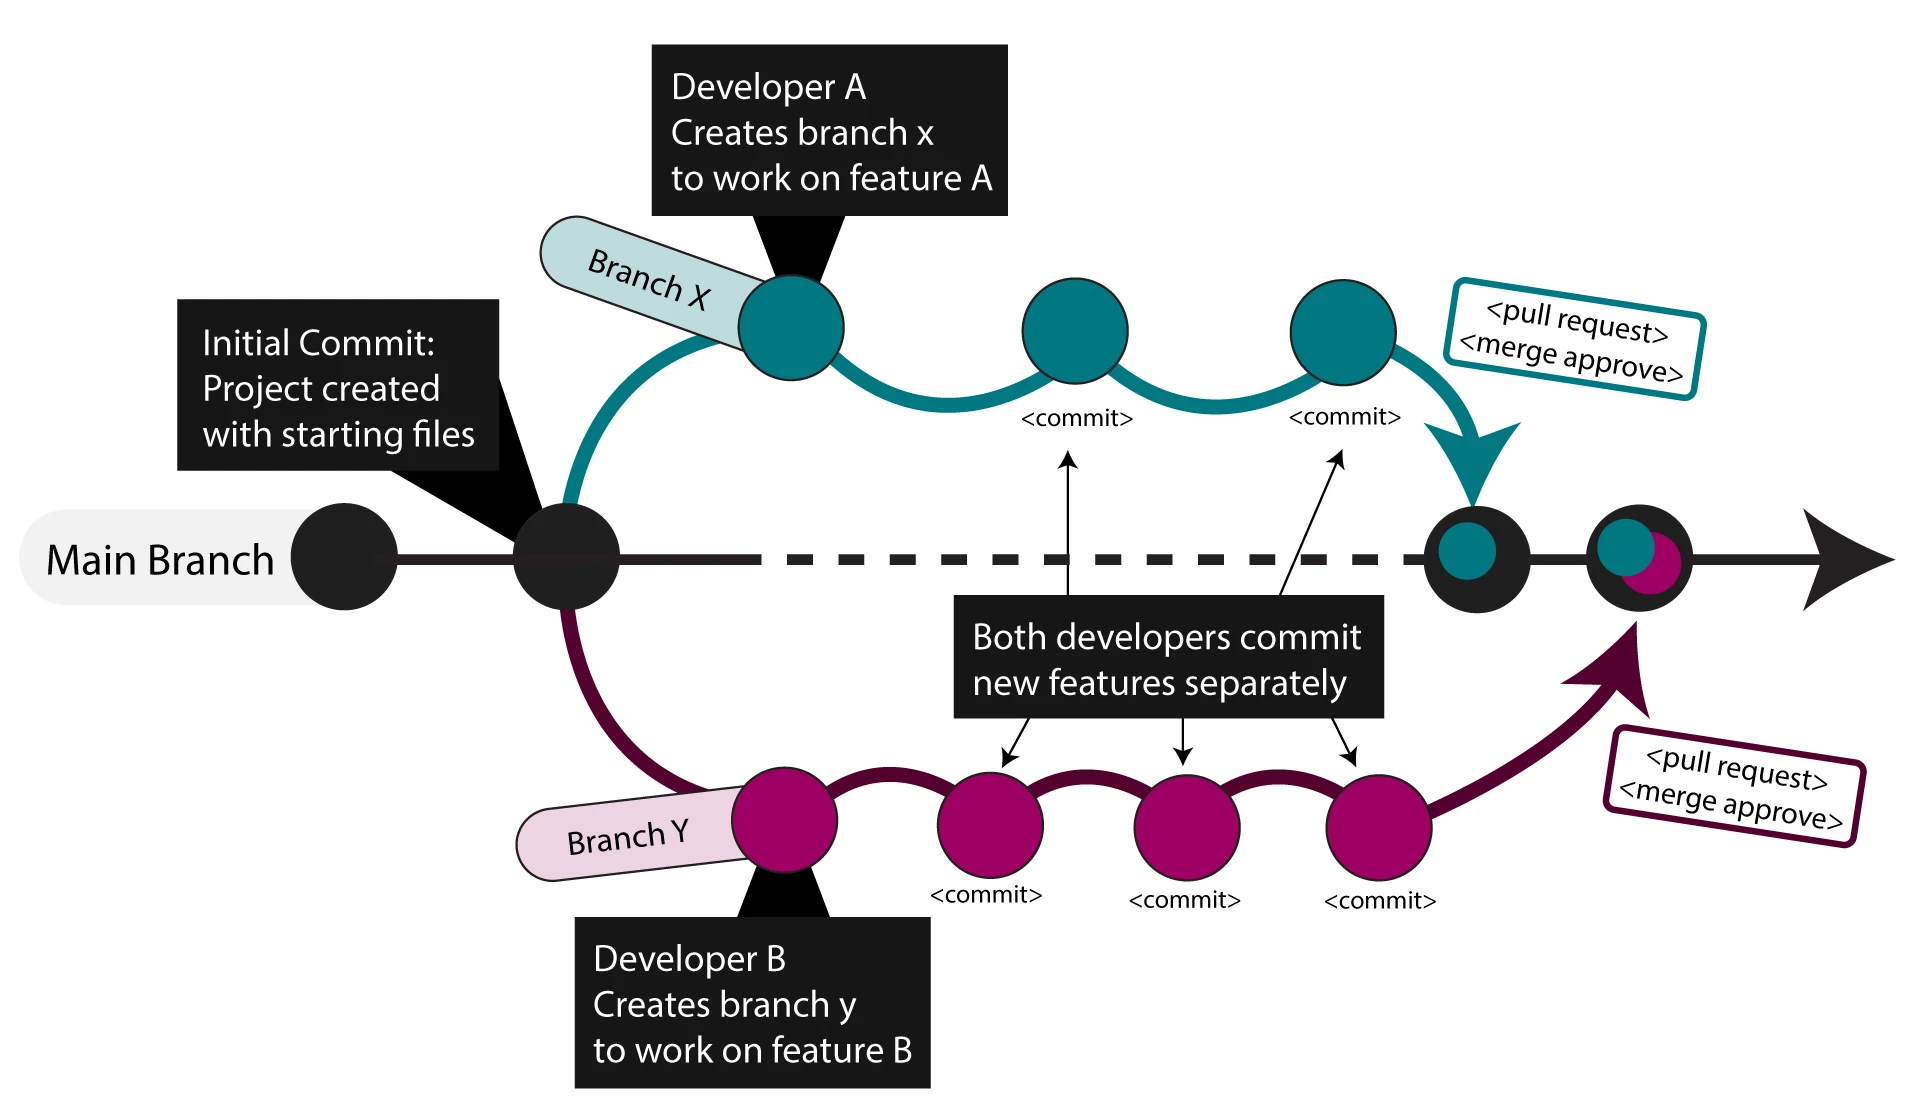 Developer A
Creates branch x
to work on feature A
Branch X
<pull request>
<merge approve>
Initial Commit:
Project created
with starting files
<commit>
<commit>
Main Branch
Both developers commit
new features separately
<pull request>
<merge approve>
Branch Y
<commit>
<commit>
<commit>
Developer B
Creates branch y
to work on feature B